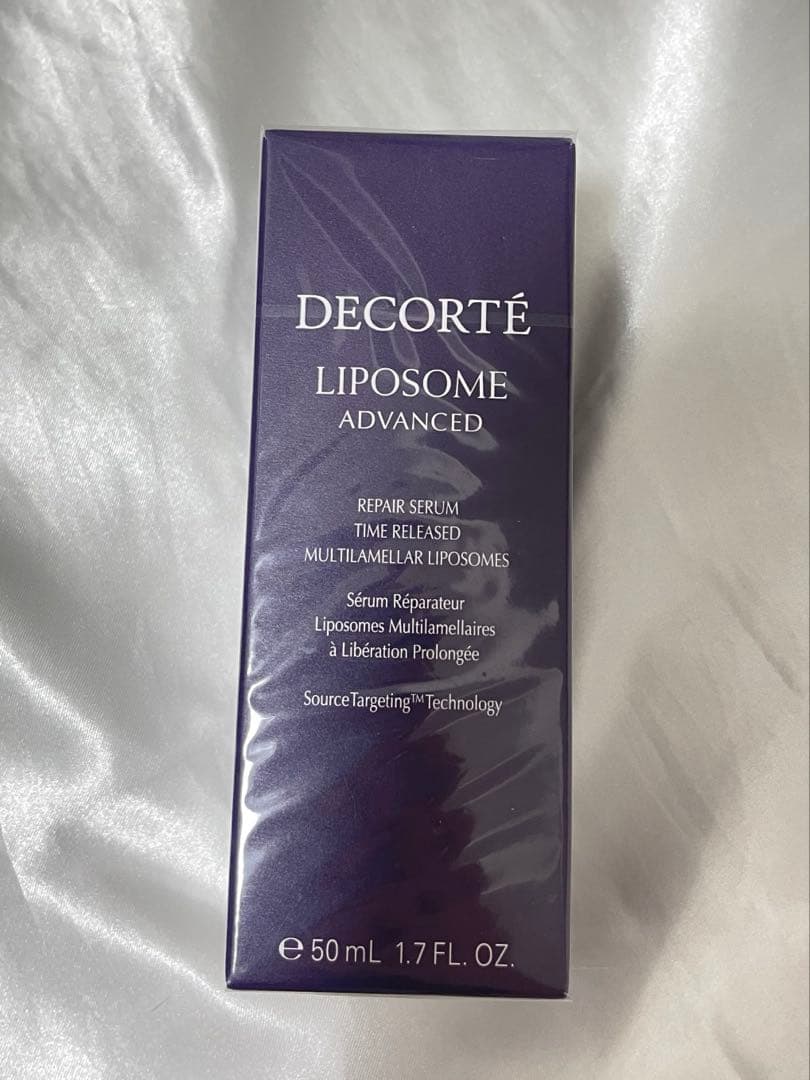 DECORTÉ
LIPOSOME
ADVANCED
REPAIR SERUM
TIME RELEASED
MULTILAMELLAR LIPOSOMES
Sérum Réparateur
Liposomes Multilamellaires
à Libération Prolongée
SourceTargeting™ Technology
℮ 50 mL 1.7 FL. OZ.